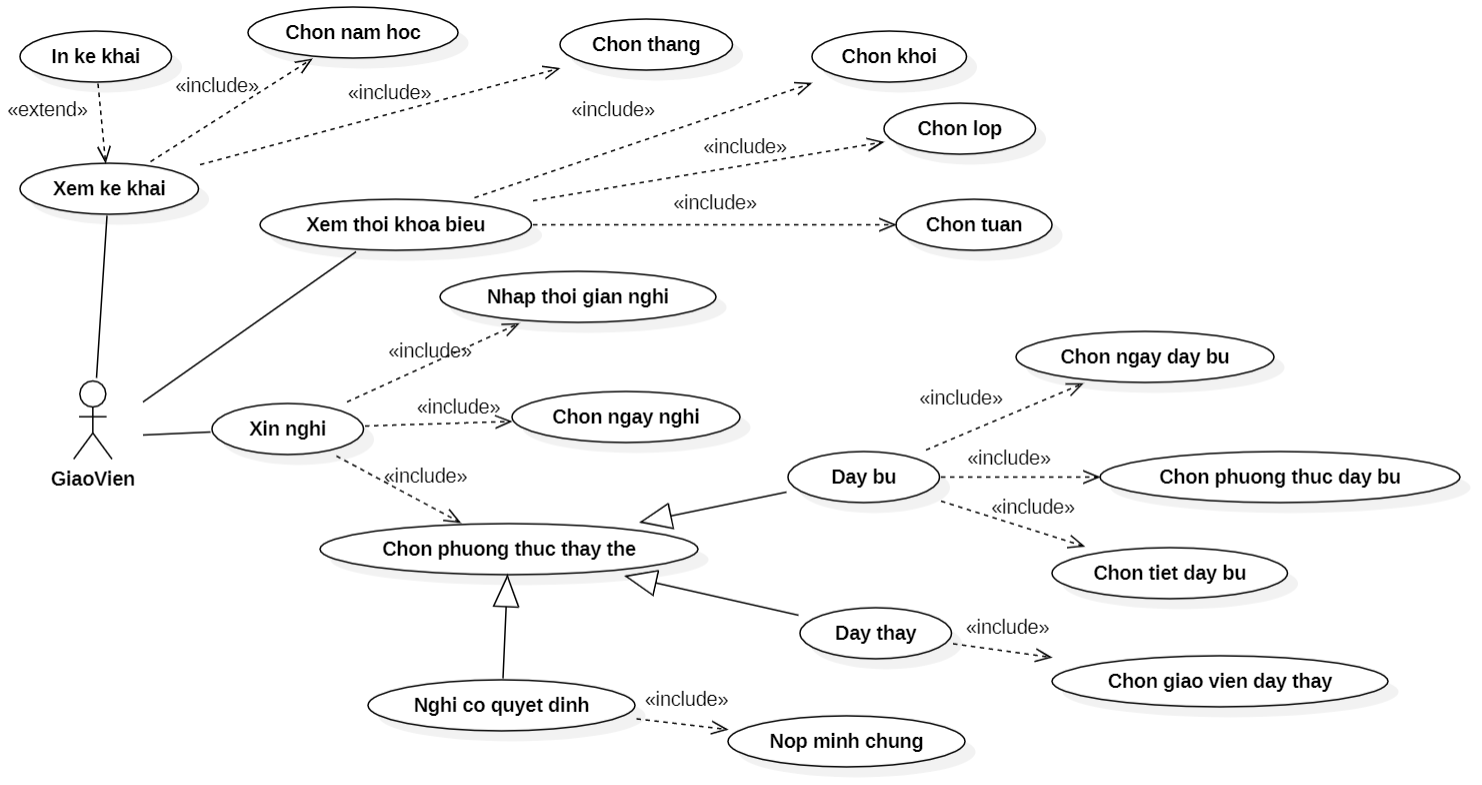 Chon nam hoc
Chon thang
In ke khai
Chon khoi
«include»
«include»
«extend»
«include»
Chon lop
«include»
Xem ke khai
«include»
Xem thoi khoa bieu
Chon tuan
Nhap thoi gian nghi
«include»
Chon ngay day bu
«include»
«include»
Chon ngay nghi
Xin nghi
«include»
GiaoVien
«include»
Day bu
Chon phuong thuc day bu
«include»
Chon phuong thuc thay the
Chon tiet day bu
«include»
Day thay
Chon giao vien day thay
«include»
Nghi co quyet dinh
Nop minh chung